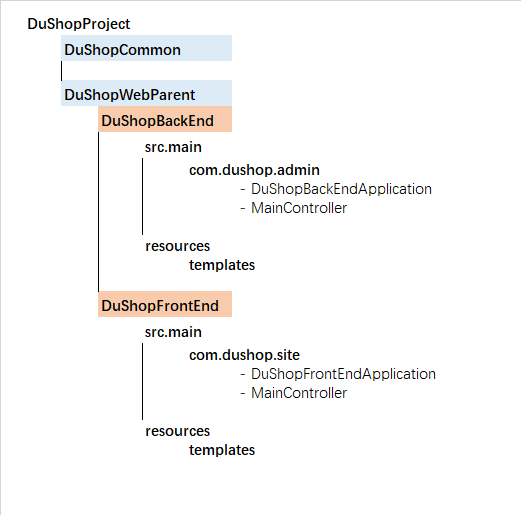 DuShopProject
DuShopCommon
DuShopWebParent
DuShopBackEnd
src.main
com.dushop.admin
- DuShopBackEndApplication
- MainController
resources
templates
DuShopFrontEnd
src.main
com.dushop.site
- DuShopFrontEndApplication
- MainController
resources
templates